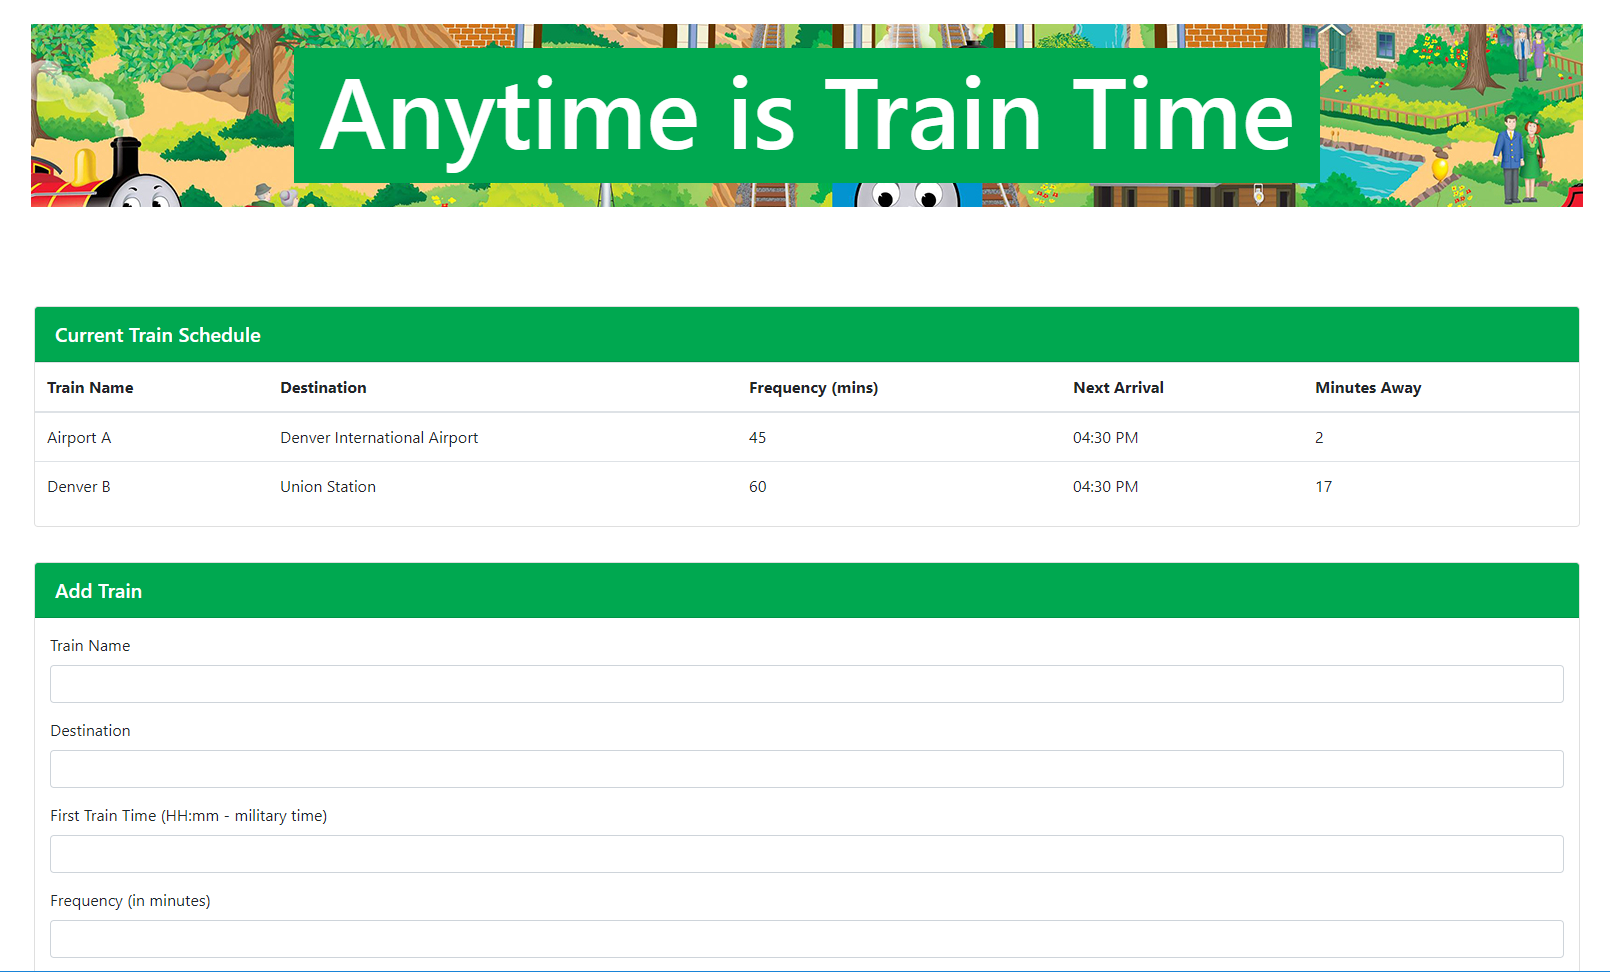 Anytime is Train Time
Current Train Schedule
Train Name Destination Frequency (mins) Next Arrival Minutes Away
Airport A Denver International Airport 45 04:30 PM 2
Denver B Union Station 60 04:30 PM 17
Add Train
Train Name
Destination
First Train Time (HH:mm - military time)
Frequency (in minutes)